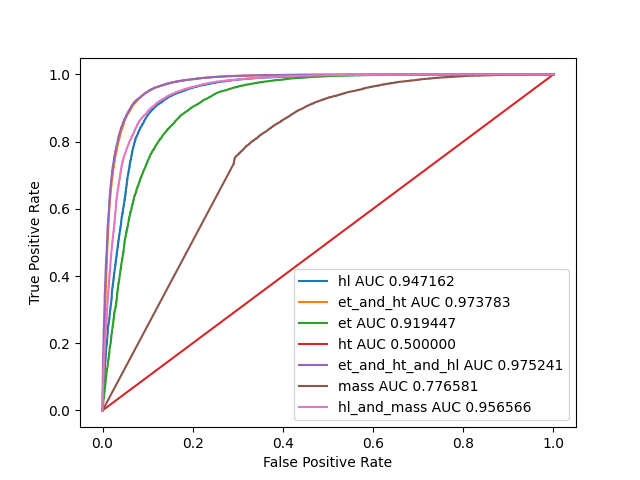 1.0
0.8
0.6
0.4
0.2
0.0
True Positive Rate
hl AUC 0.947162
et_and_ht AUC 0.973783
et AUC 0.919447
ht AUC 0.500000
et_and_ht_and_hl AUC 0.975241
mass AUC 0.776581
hl_and_mass AUC 0.956566
0.0 0.2 0.4 0.6 0.8 1.0
False Positive Rate